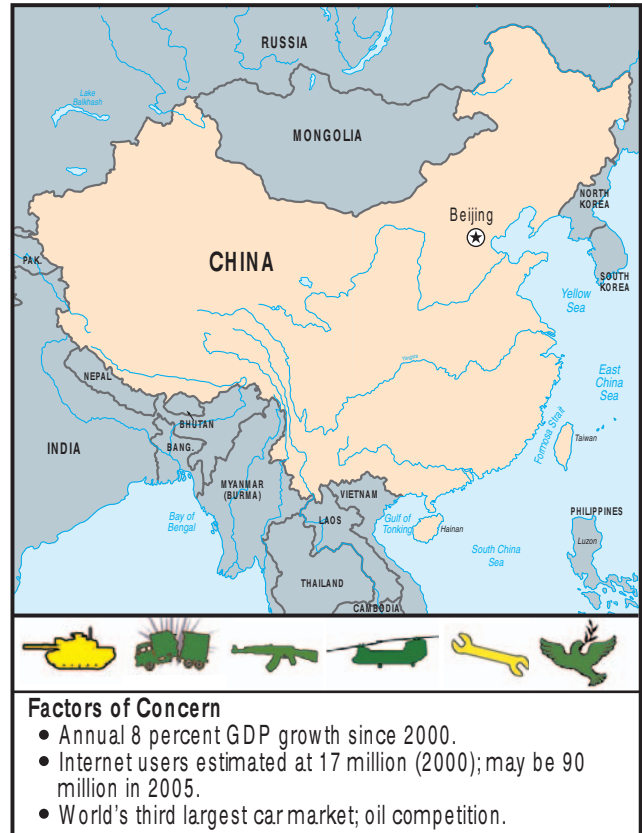 RUSSIA
Lake
Balkhash
MONGOLIA
NORTH
KOREA
Beijing
CHINA
PAK.
SOUTH
KOREA
Yellow
Sea
Yangtze
NEPAL
East
China
Sea
BHUTAN
Formosa Strait
Taiwan
INDIA
BANG.
MYANMAR
(BURMA)
VIETNAM
Bay of
Bengal
LAOS
Gulf of
Tonking
Hainan
PHILIPPINES
Luzon
South China
Sea
THAILAND
CAMBODIA
Factors of Concern
• Annual 8 percent GDP growth since 2000.
• Internet users estimated at 17 million (2000); may be 90
million in 2005.
• World's third largest car market; oil competition.